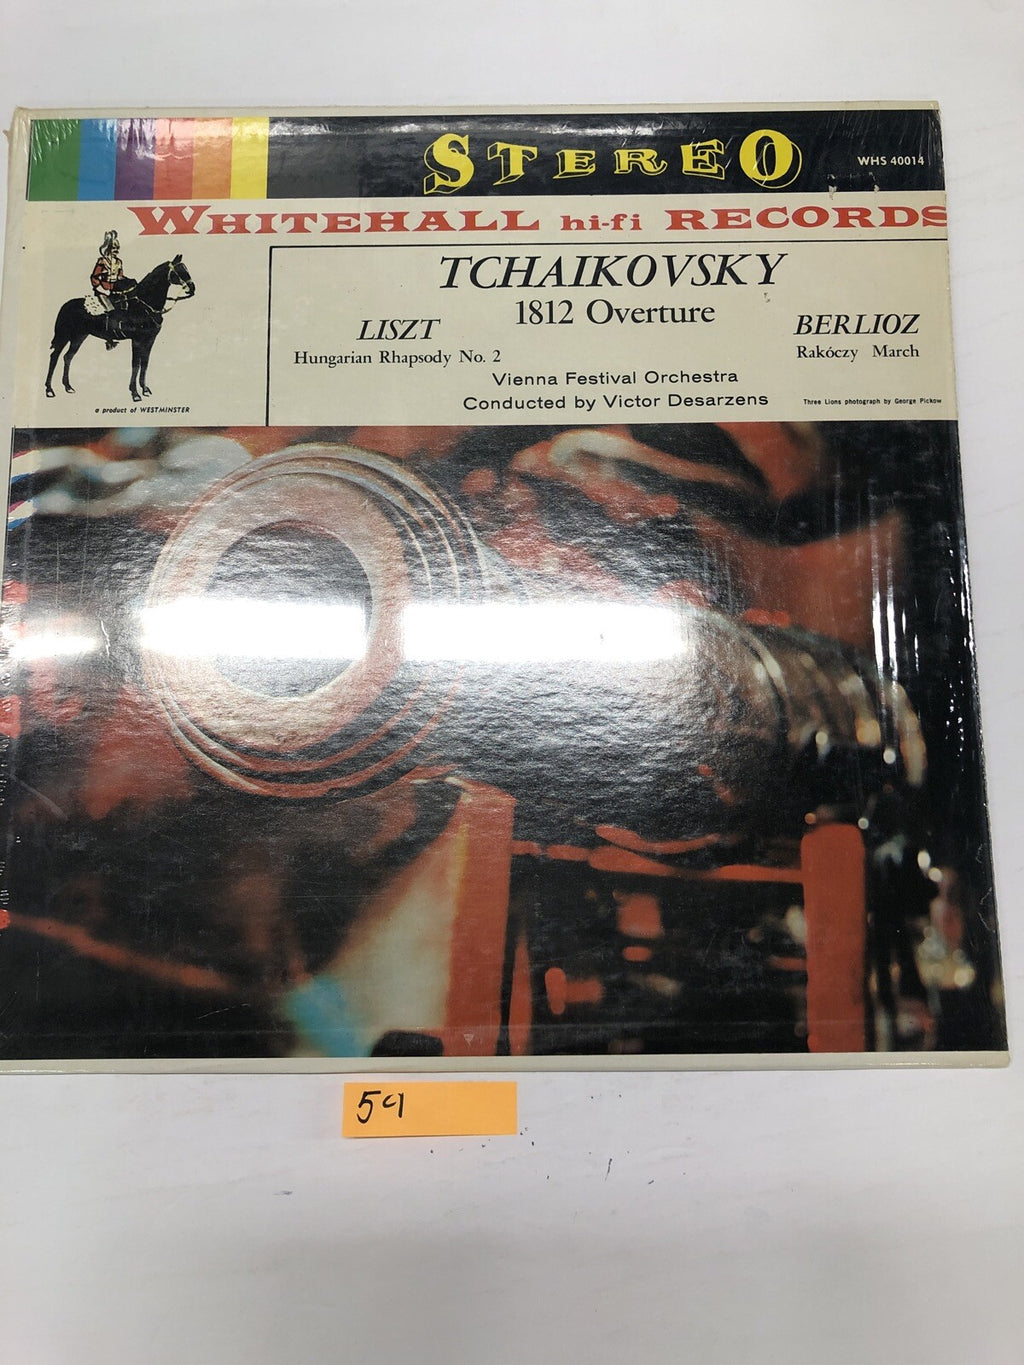 STEREO
WHS 40014
WHITEHALL hi-fi RECORDS
TCHAIKOVSKY
1812 Overture
LISZT
Hungarian Rhapsody No. 2
BERLIOZ
Rakóczy March
Vienna Festival Orchestra
Conducted by Victor Desarzens
a product of WESTMINSTER
Three Lions photograph by George Pickow
59